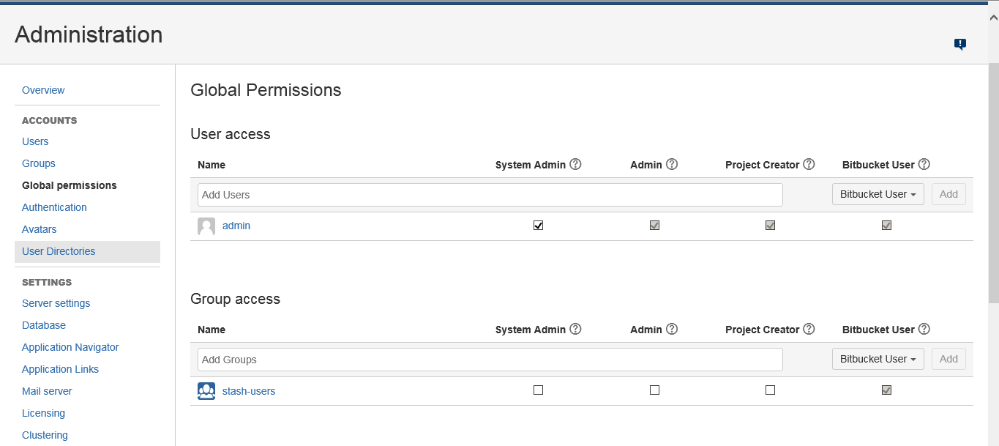 Administration
Overview
ACCOUNTS
Users
Groups
Global permissions
Authentication
Avatars
User Directories
SETTINGS
Server settings
Database
Application Navigator
Application Links
Mail server
Licensing
Clustering
Global Permissions
User access
Name System Admin ? Admin ? Project Creator ? Bitbucket User ?
Add Users Bitbucket User Add
admin
Group access
Name System Admin ? Admin ? Project Creator ? Bitbucket User ?
Add Groups Bitbucket User Add
stash-users